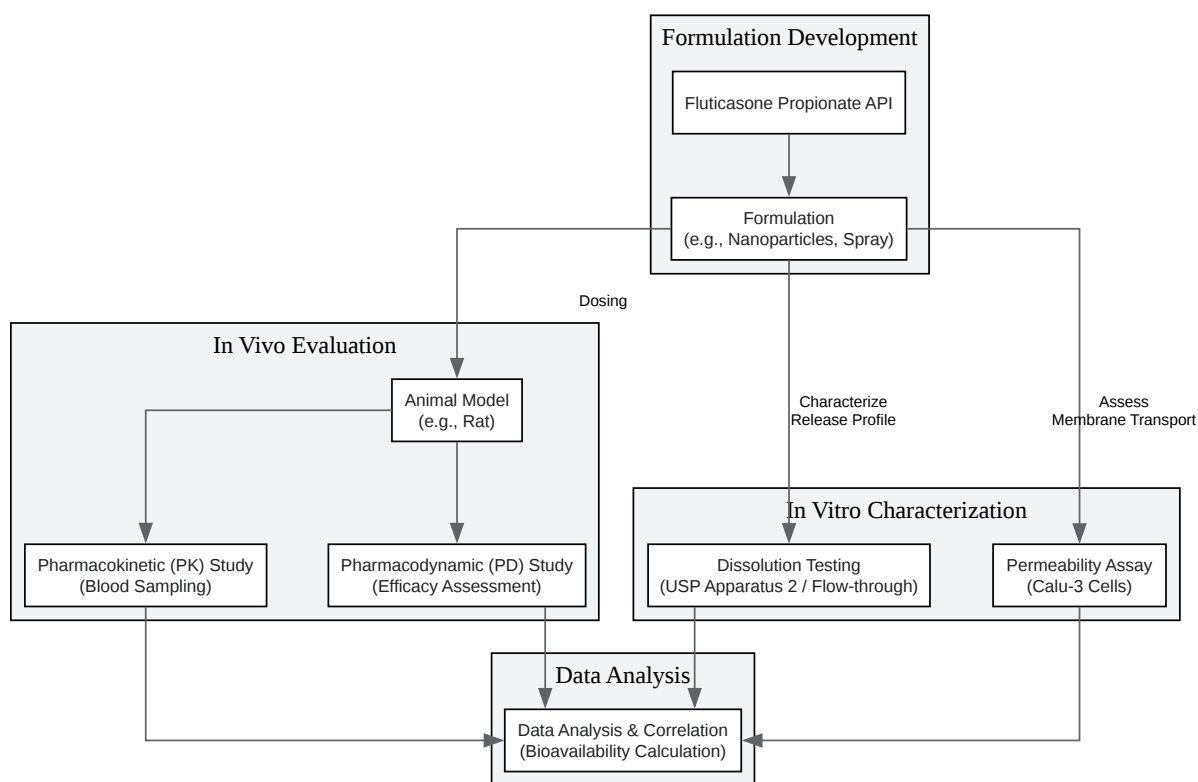 Formulation Development
Fluticasone Propionate API
Formulation
(e.g., Nanoparticles, Spray)
Dosing
In Vivo Evaluation
Animal Model
(e.g., Rat)
Characterize
Release Profile
Assess
Membrane Transport
In Vitro Characterization
Pharmacokinetic (PK) Study
(Blood Sampling)
Pharmacodynamic (PD) Study
(Efficacy Assessment)
Dissolution Testing
(USP Apparatus 2 / Flow-through)
Permeability Assay
(Calu-3 Cells)
Data Analysis
Data Analysis & Correlation
(Bioavailability Calculation)